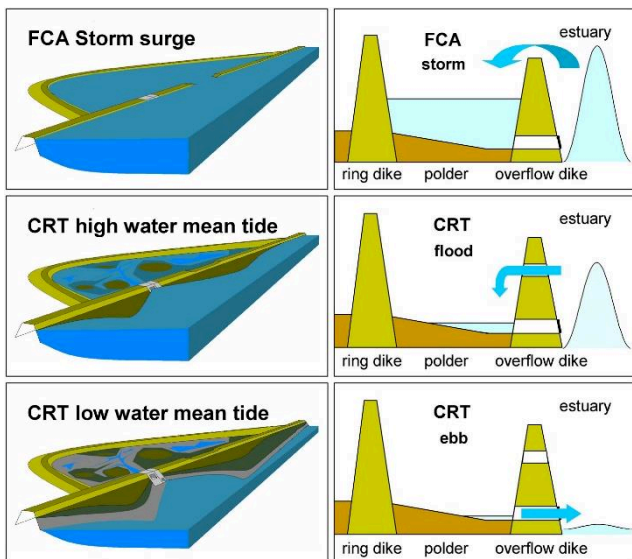 FCA Storm surge
FCA
storm
estuary
ring dike polder overflow dike
CRT high water mean tide
CRT
flood
estuary
ring dike polder overflow dike
CRT low water mean tide
CRT
ebb
estuary
ring dike polder overflow dike